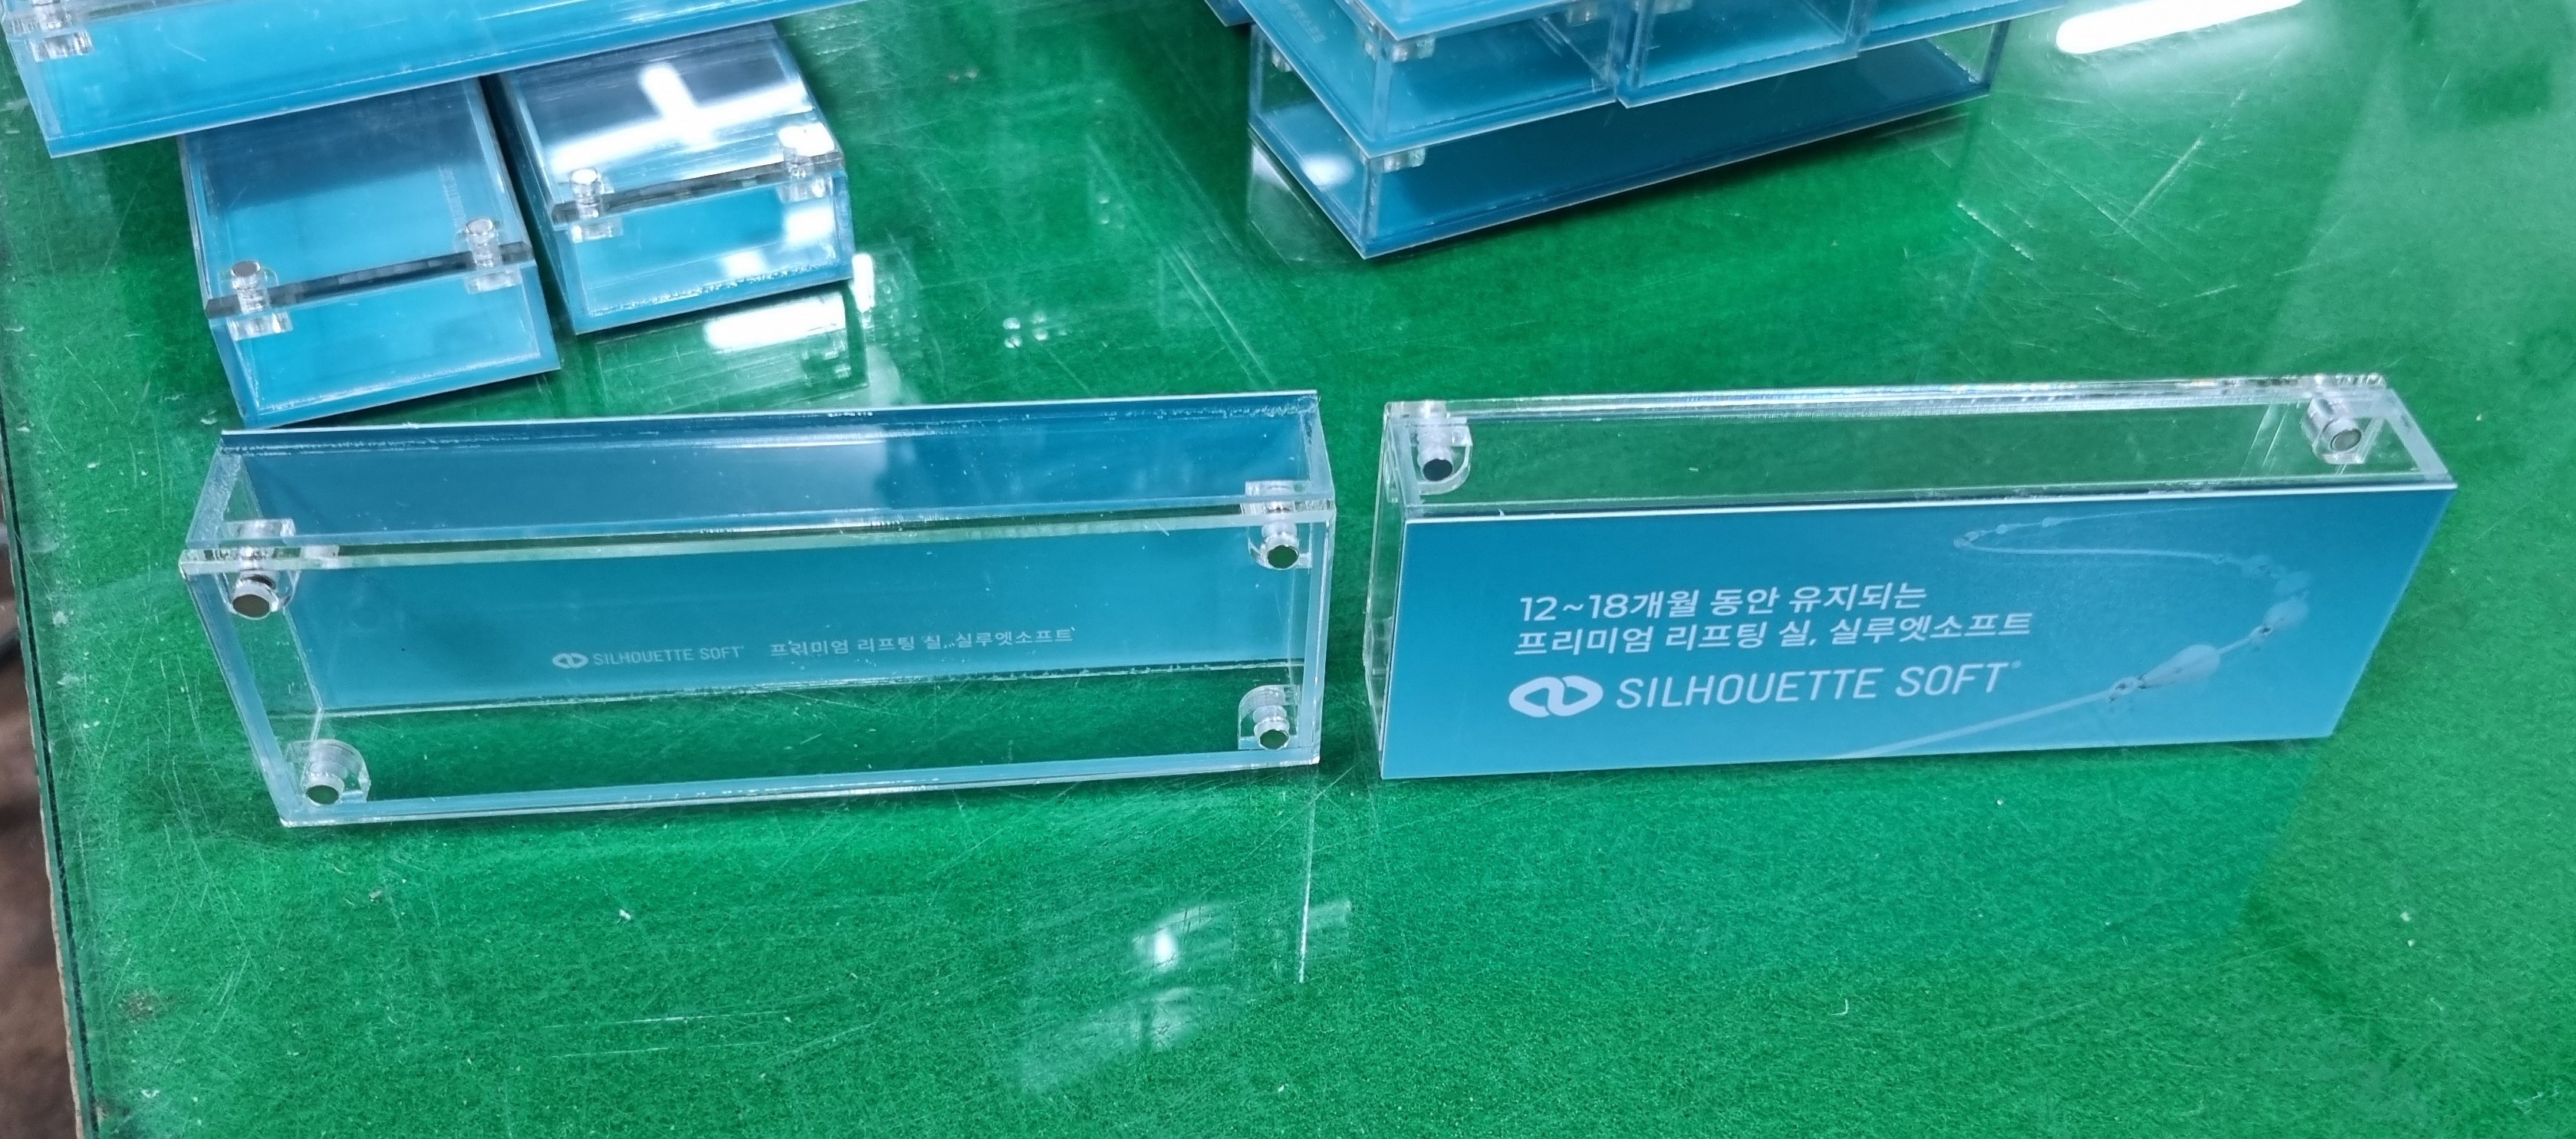 SILHOUETTE SOFT 프리미엄 리프팅 실, 실루엣소프트
12~18개월 동안 유지되는
프리미엄 리프팅 실, 실루엣소프트
SILHOUETTE SOFT®